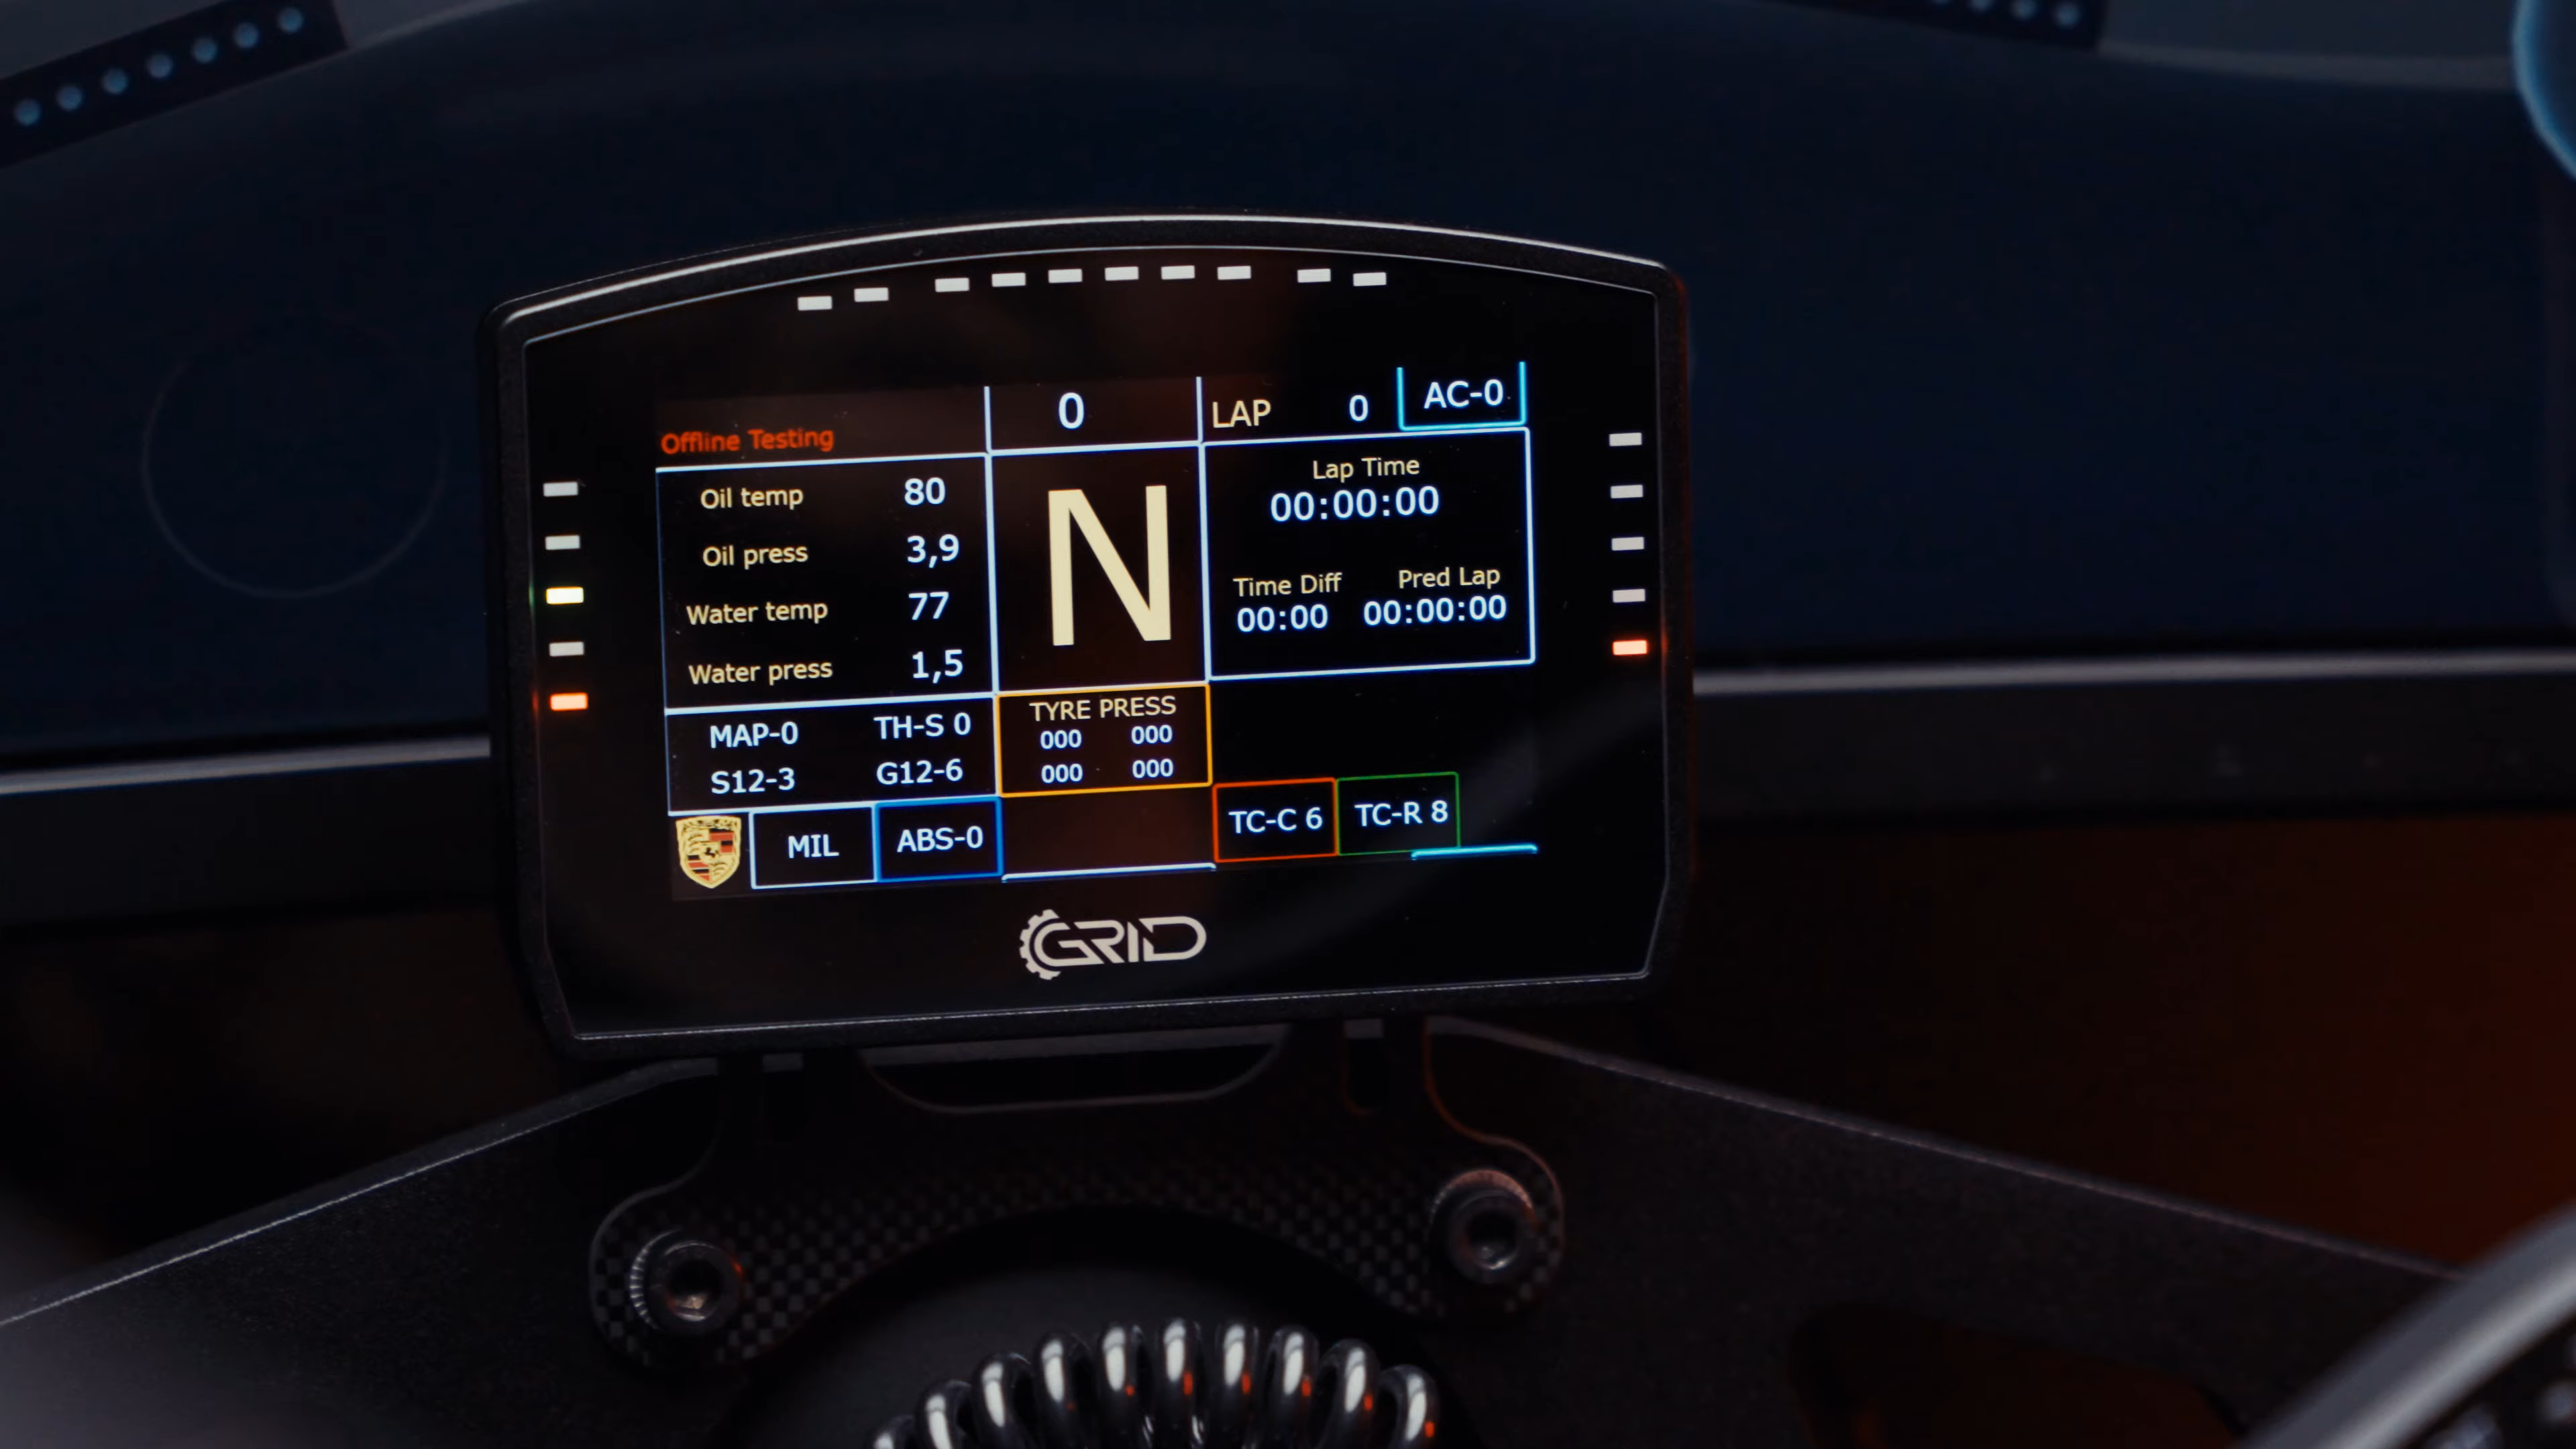 0
LAP 0 AC-0
Offline Testing
Oil temp 80
Oil press 3,9
Water temp 77
Water press 1,5
N
Lap Time
00:00:00
Time Diff Pred Lap
00:00 00:00:00
MAP-0 TH-S 0
S12-3 G12-6
TYRE PRESS
000 000
000 000
MIL ABS-0
TC-C 6 TC-R 8
GRID